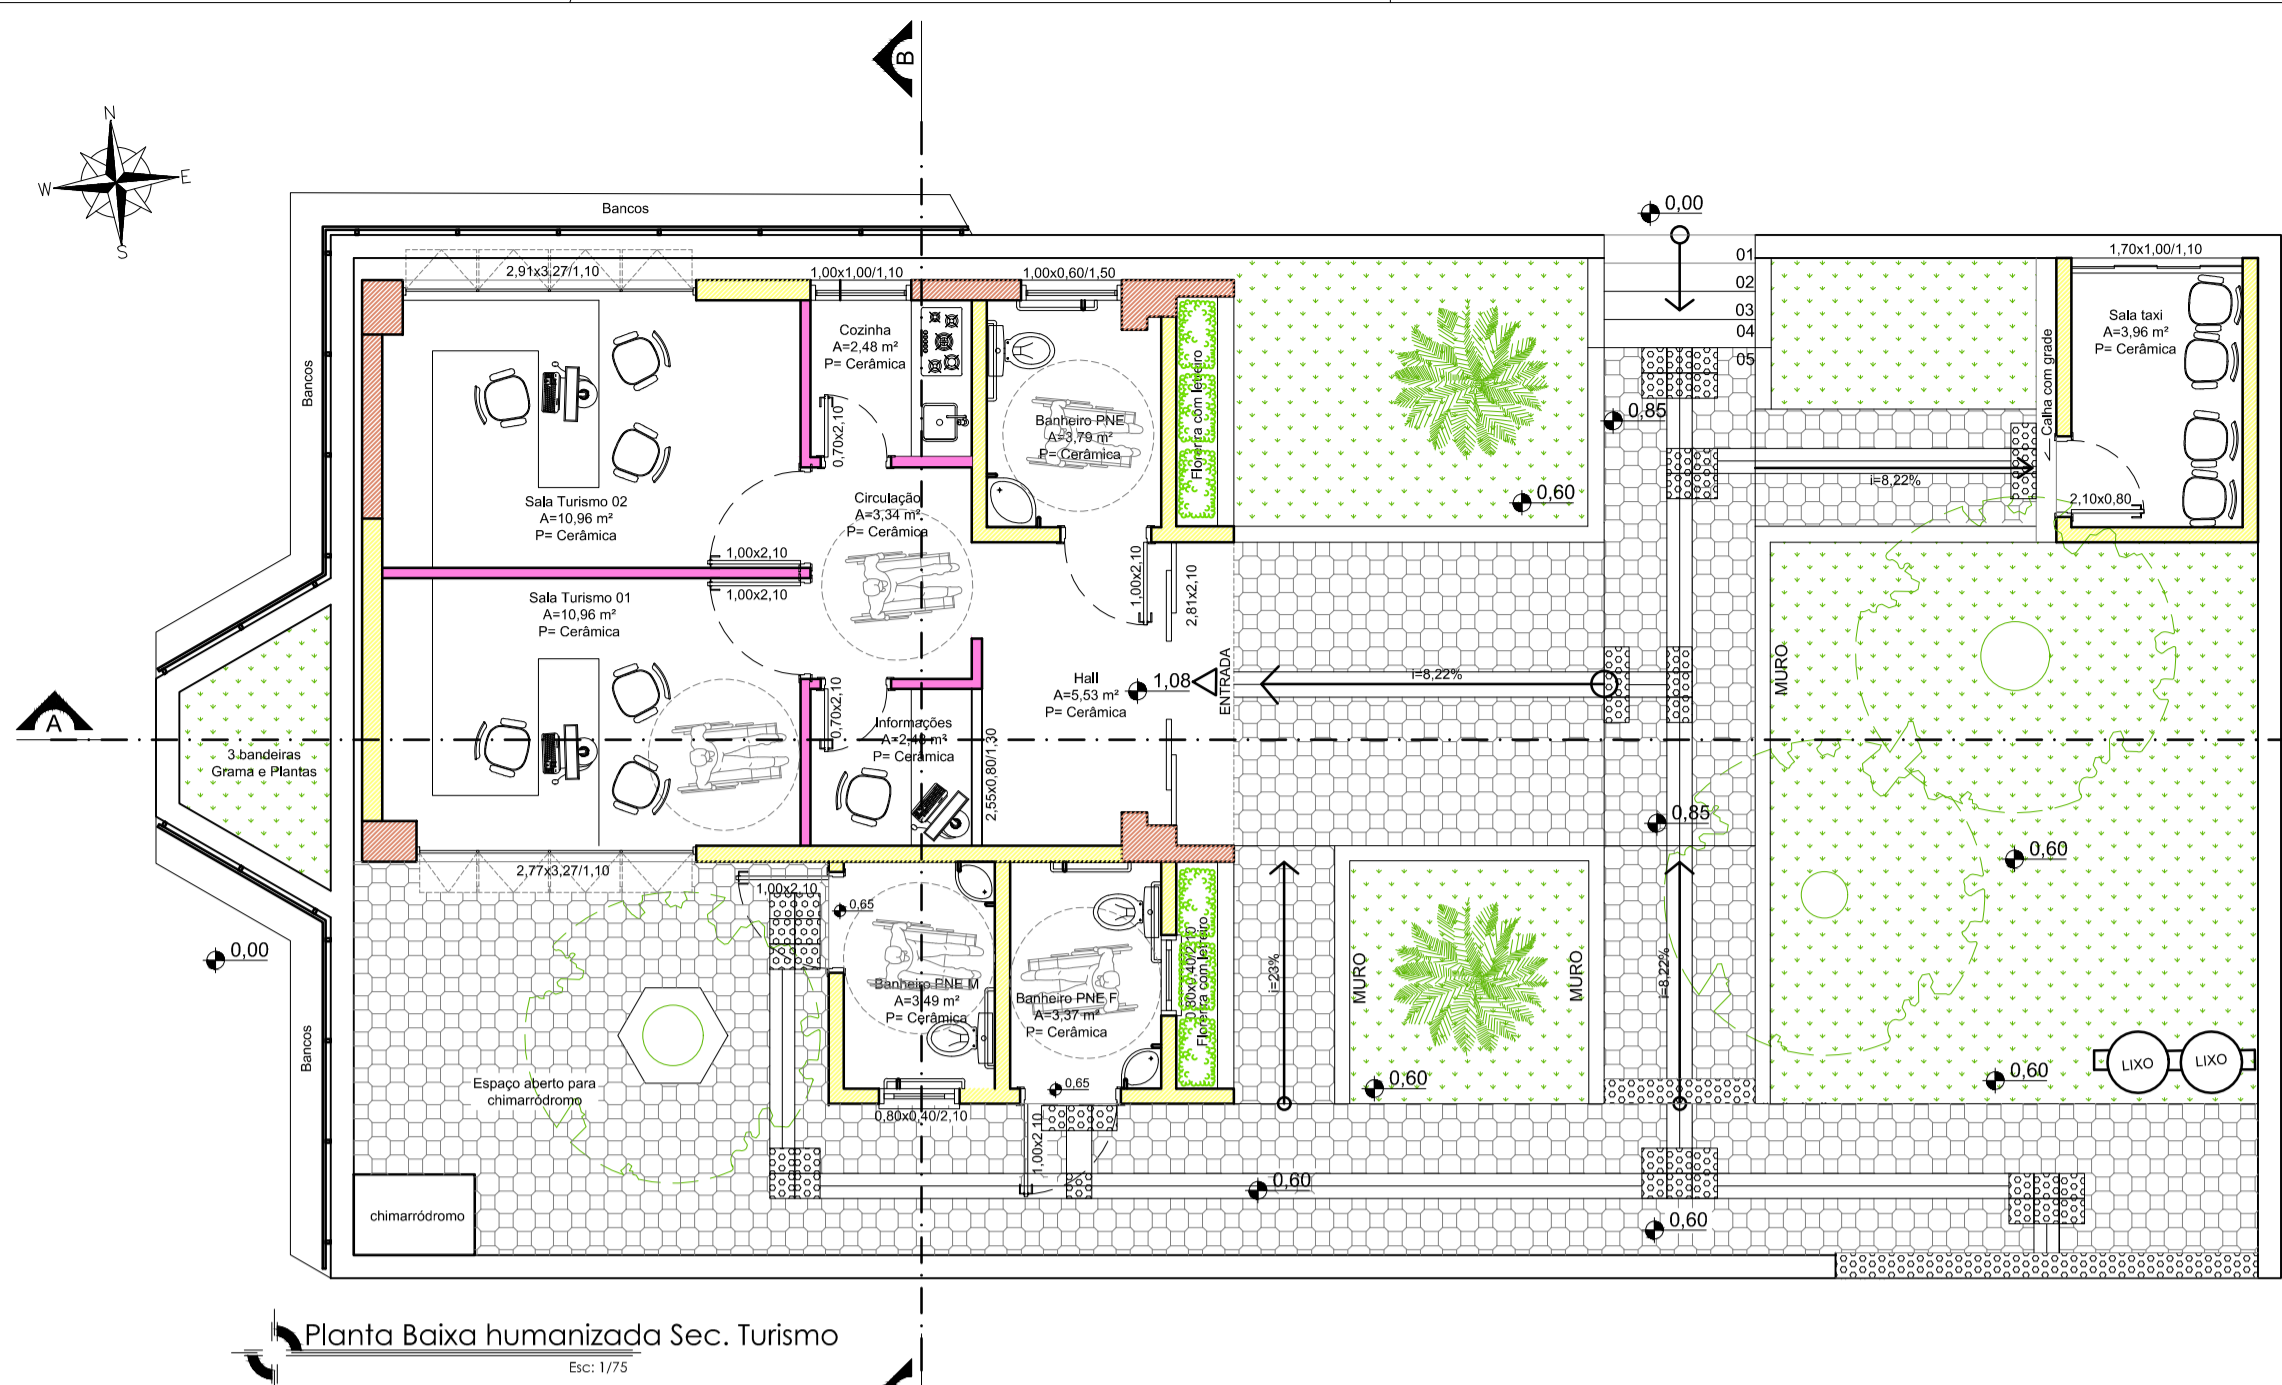 B
N
W
E
S
Bancos
0,00
01
02
03
04
05
1,70x1,00/1,10
2,91x3,27/1,10
1,00x1,00/1,10
1,00x0,60/1,50
Sala taxi
A=3,96 m²
P= Cerâmica
Cozinha
A=2,48 m²
P= Cerâmica
0,70x2,10
Banheiro PNE
A=3,79 m²
P= Cerâmica
Floreira com letreiro
Bancos
Calha com grade
0,85
0,60
i=8,22%
2,10x0,80
Sala Turismo 02
A=10,96 m²
P= Cerâmica
Circulação
A=3,34 m²
P= Cerâmica
1,00x2,10
1,00x2,10
1,00x2,10
2,81x2,10
Sala Turismo 01
A=10,96 m²
P= Cerâmica
Hall
A=5,53 m²
P= Cerâmica
1,08
ENTRADA
i=8,22%
MURO
A
0,70x2,10
Informações
P= Cerâmica
2,55x0,80/1,30
3 bandeiras
Grama e Plantas
0,85
0,60
2,77x3,27/1,10
1,00x2,10
0,65
0,00
Banheiro PNE M
A=3,49 m²
P= Cerâmica
Banheiro PNE F
A=3,37 m²
P= Cerâmica
0,80x0,40/2,10
Floreira com letreiro
i=23%
MURO
MURO
i=8,22%
Bancos
Espaço aberto para
chimarródromo
0,65
0,60
0,60
LIXO
LIXO
0,80x0,40/2,10
1,00x2,10
0,60
0,60
chimarródromo
Planta Baixa humanizada Sec. Turismo
Esc: 1/75